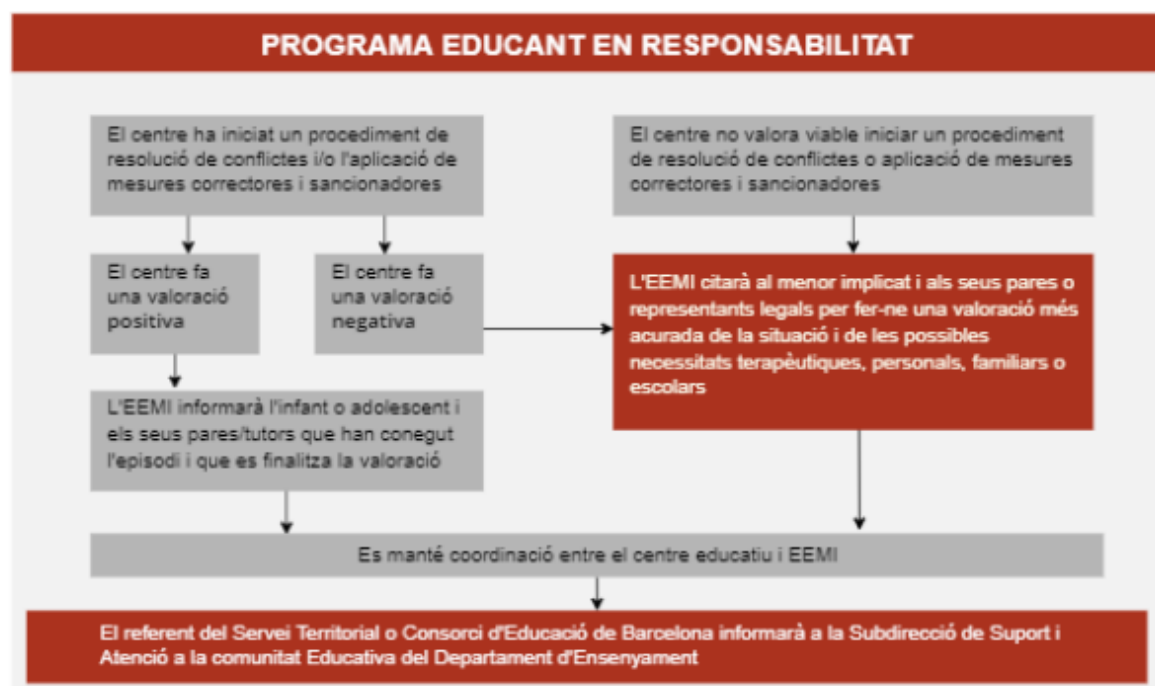 PROGRAMA EDUCANT EN RESPONSABILITAT
El centre ha iniciat un procediment de
resolució de conflictes i/o l'aplicació de
mesures correctores i sancionadores
El centre no valora viable iniciar un procediment
de resolució de conflictes o aplicació de mesures
correctores i sancionadores
El centre fa
una valoració
positiva
El centre fa
una valoració
negativa
L'EEMI citarà al menor implicat i als seus pares o
representants legals per fer-ne una valoració més
acurada de la situació i de les possibles
necessitats terapèutiques, personals, familiars o
escolars
L'EEMI informarà l'infant o adolescent i
els seus pares/tutors que han conegut
l'episodi i que es finalitza la valoració
Es manté coordinació entre el centre educatiu i EEMI
El referent del Servei Territorial o Consorci d'Educació de Barcelona informarà a la Subdirecció de Suport i
Atenció a la comunitat Educativa del Departament d'Ensenyament